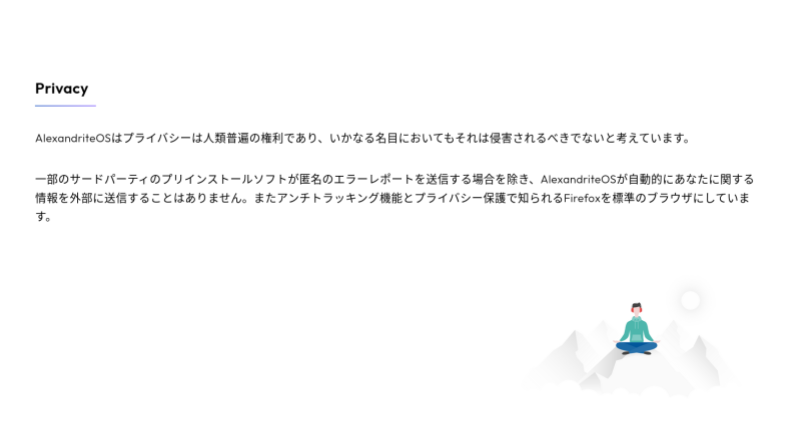 Privacy
AlexandriteOSはプライバシーは人類普遍の権利であり、いかなる名目においてもそれは侵害されるべきでないと考えています。
一部のサードパーティのプリインストールソフトが匿名のエラーレポートを送信する場合を除き、AlexandriteOSが自動的にあなたに関する
情報を外部に送信することはありません。またアンチトラッキング機能とプライバシー保護で知られるFirefoxを標準のブラウザにしていま
す。